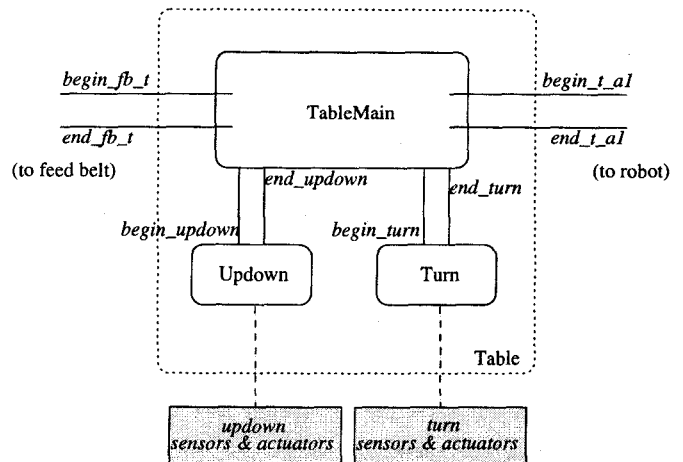 begin_fb_t
begin_t_a1
TableMain
end_fb_t
end_t_a1
(to feed belt)
(to robot)
end_updown
end_turn
begin_updown
begin_turn
Updown
Turn
Table
updown
sensors & actuators
turn
sensors & actuators